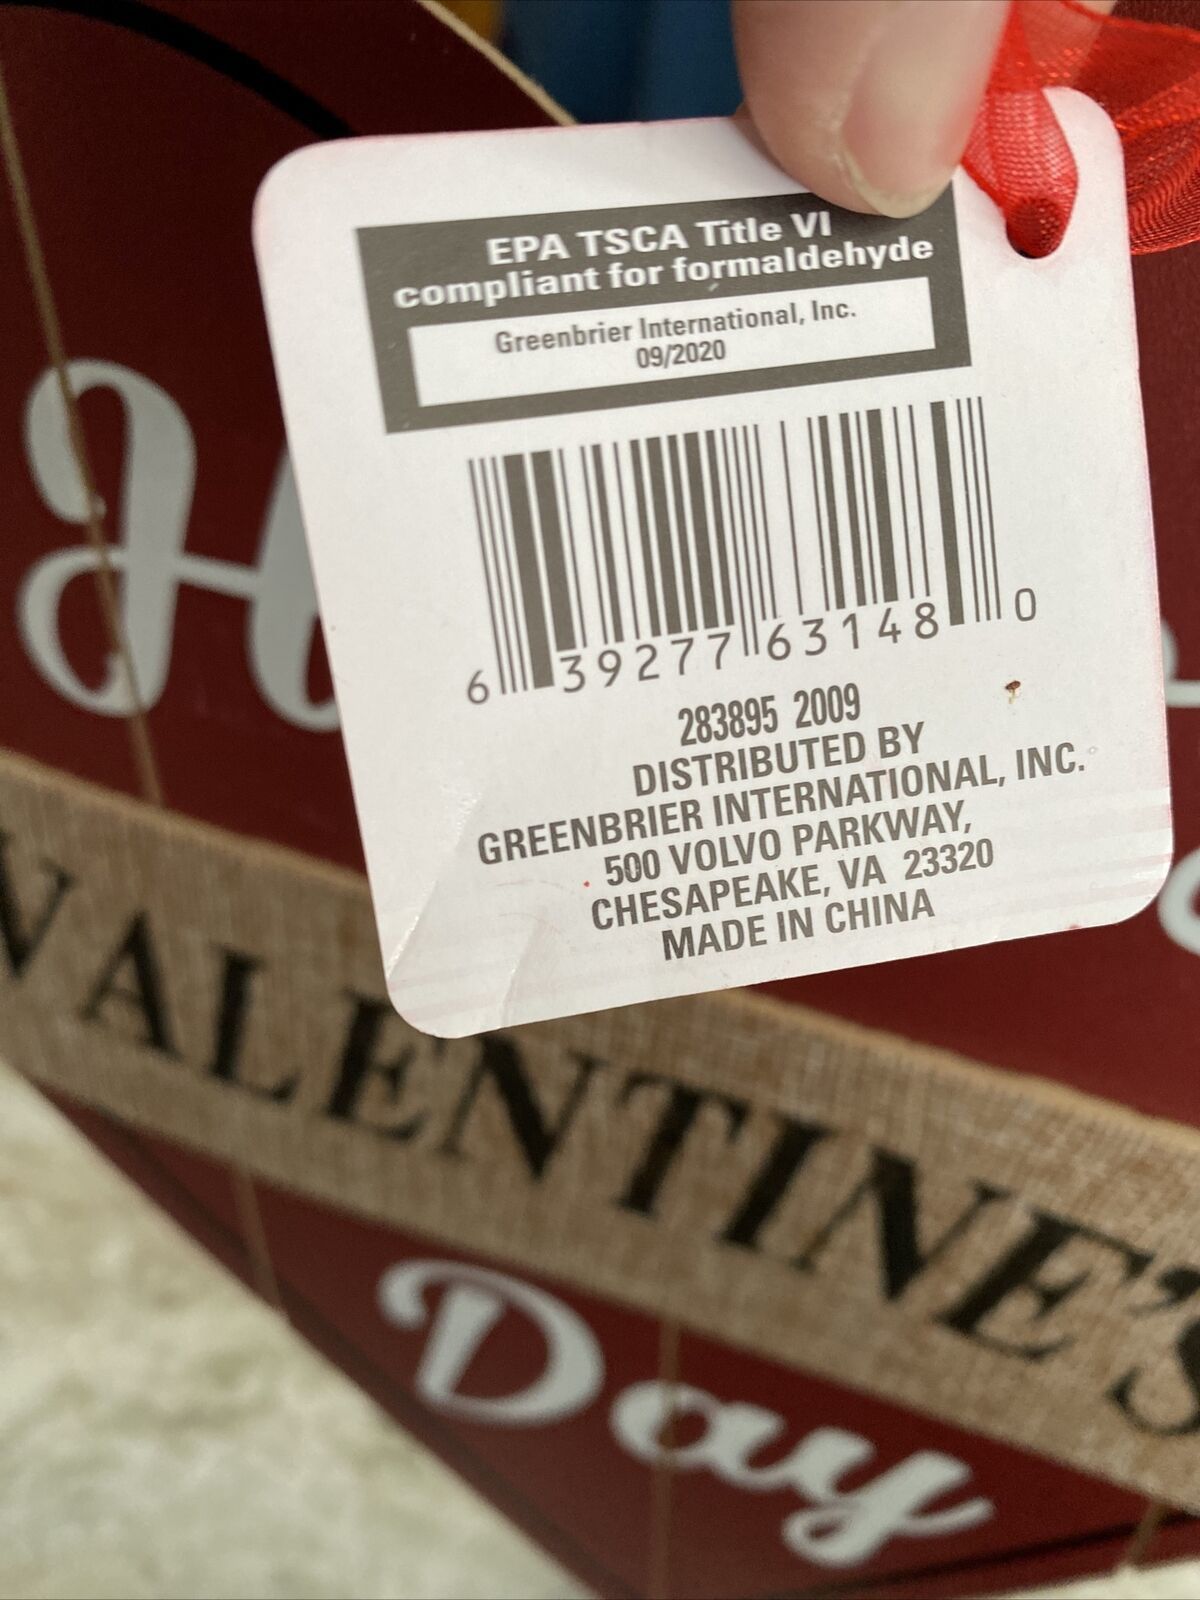 EPA TSCA Title VI
compliant for formaldehyde
Greenbrier International, Inc.
09/2020
6 39277 63148 0
283895 2009
DISTRIBUTED BY
GREENBRIER INTERNATIONAL, INC.
500 VOLVO PARKWAY,
CHESAPEAKE, VA 23320
MADE IN CHINA
VALENTINE'S
Day